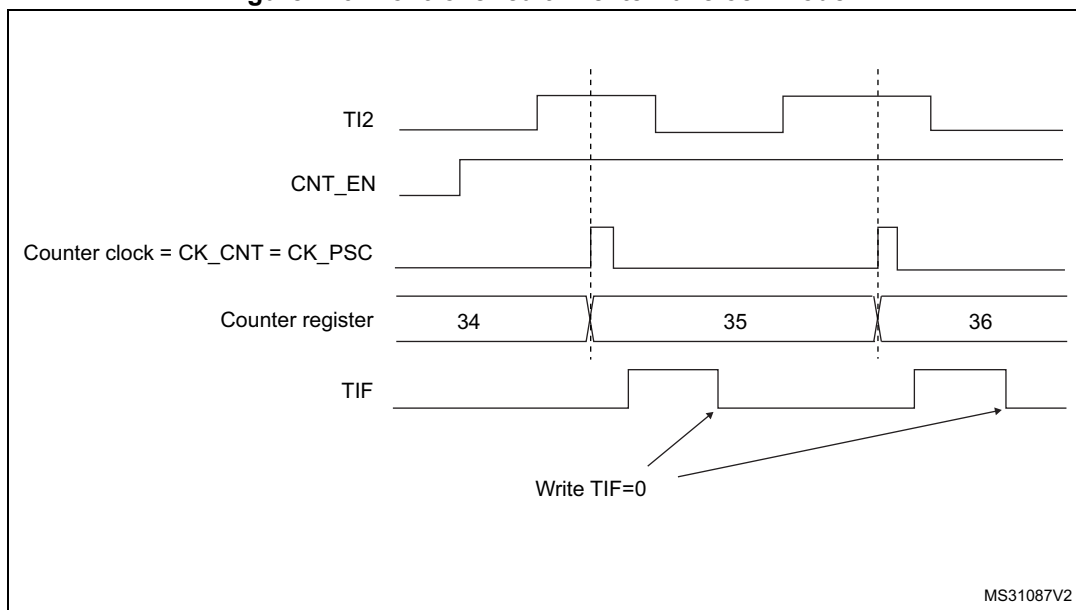 TI2
CNT_EN
Counter clock = CK_CNT = CK_PSC
Counter register
34
35
36
TIF
Write TIF=0
MS31087V2